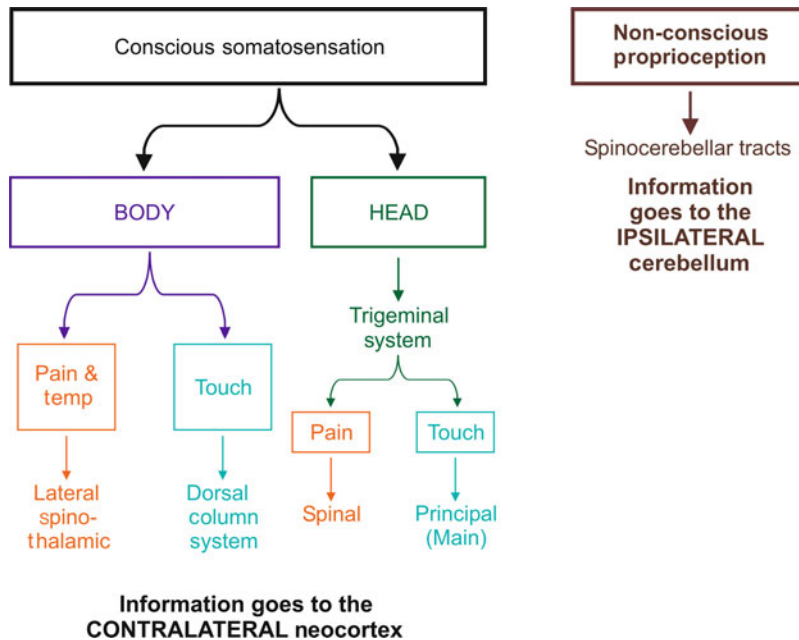 Conscious somatosensation
BODY
HEAD
Pain &
temp
Touch
Lateral
spino-
thalamic
Dorsal
column
system
Trigeminal
system
Pain
Touch
Spinal
Principal
(Main)
Information goes to the
CONTRALATERAL neocortex
Non-conscious
proprioception
Spinocerebellar tracts
Information
goes to the
IPSILATERAL
cerebellum